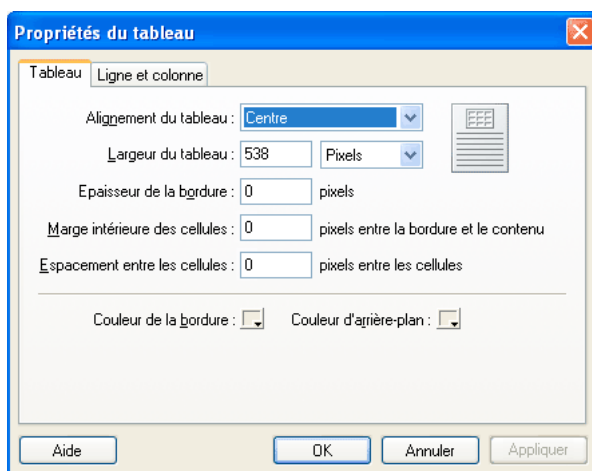 Propriétés du tableau
Tableau Ligne et colonne
Alignement du tableau : Centre
Largeur du tableau : 538 Pixels
Epaisseur de la bordure : 0 pixels
Marge intérieure des cellules : 0 pixels entre la bordure et le contenu
Espacement entre les cellules : 0 pixels entre les cellules
Couleur de la bordure : Couleur d'arrière-plan :
Aide OK Annuler Appliquer